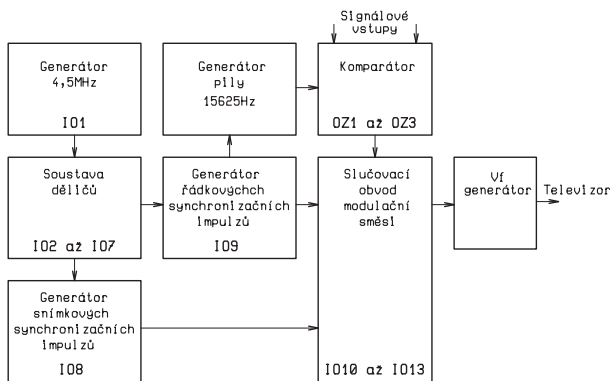 Signálové
vstupy
Generátor
4,5MHz
IO1
Generátor
pily
15625Hz
Komparátor
OZ1 až OZ3
Soustava
děličů
IO2 až IO7
Generátor
řádkovýchch
synchronizačních
impulzů
IO9
Slučovací
obvod
modulační
směsi
IO10 až IO13
Vf
generátor
Televizor
Generátor
snímkových
synchronizačních
impulzů
IO8